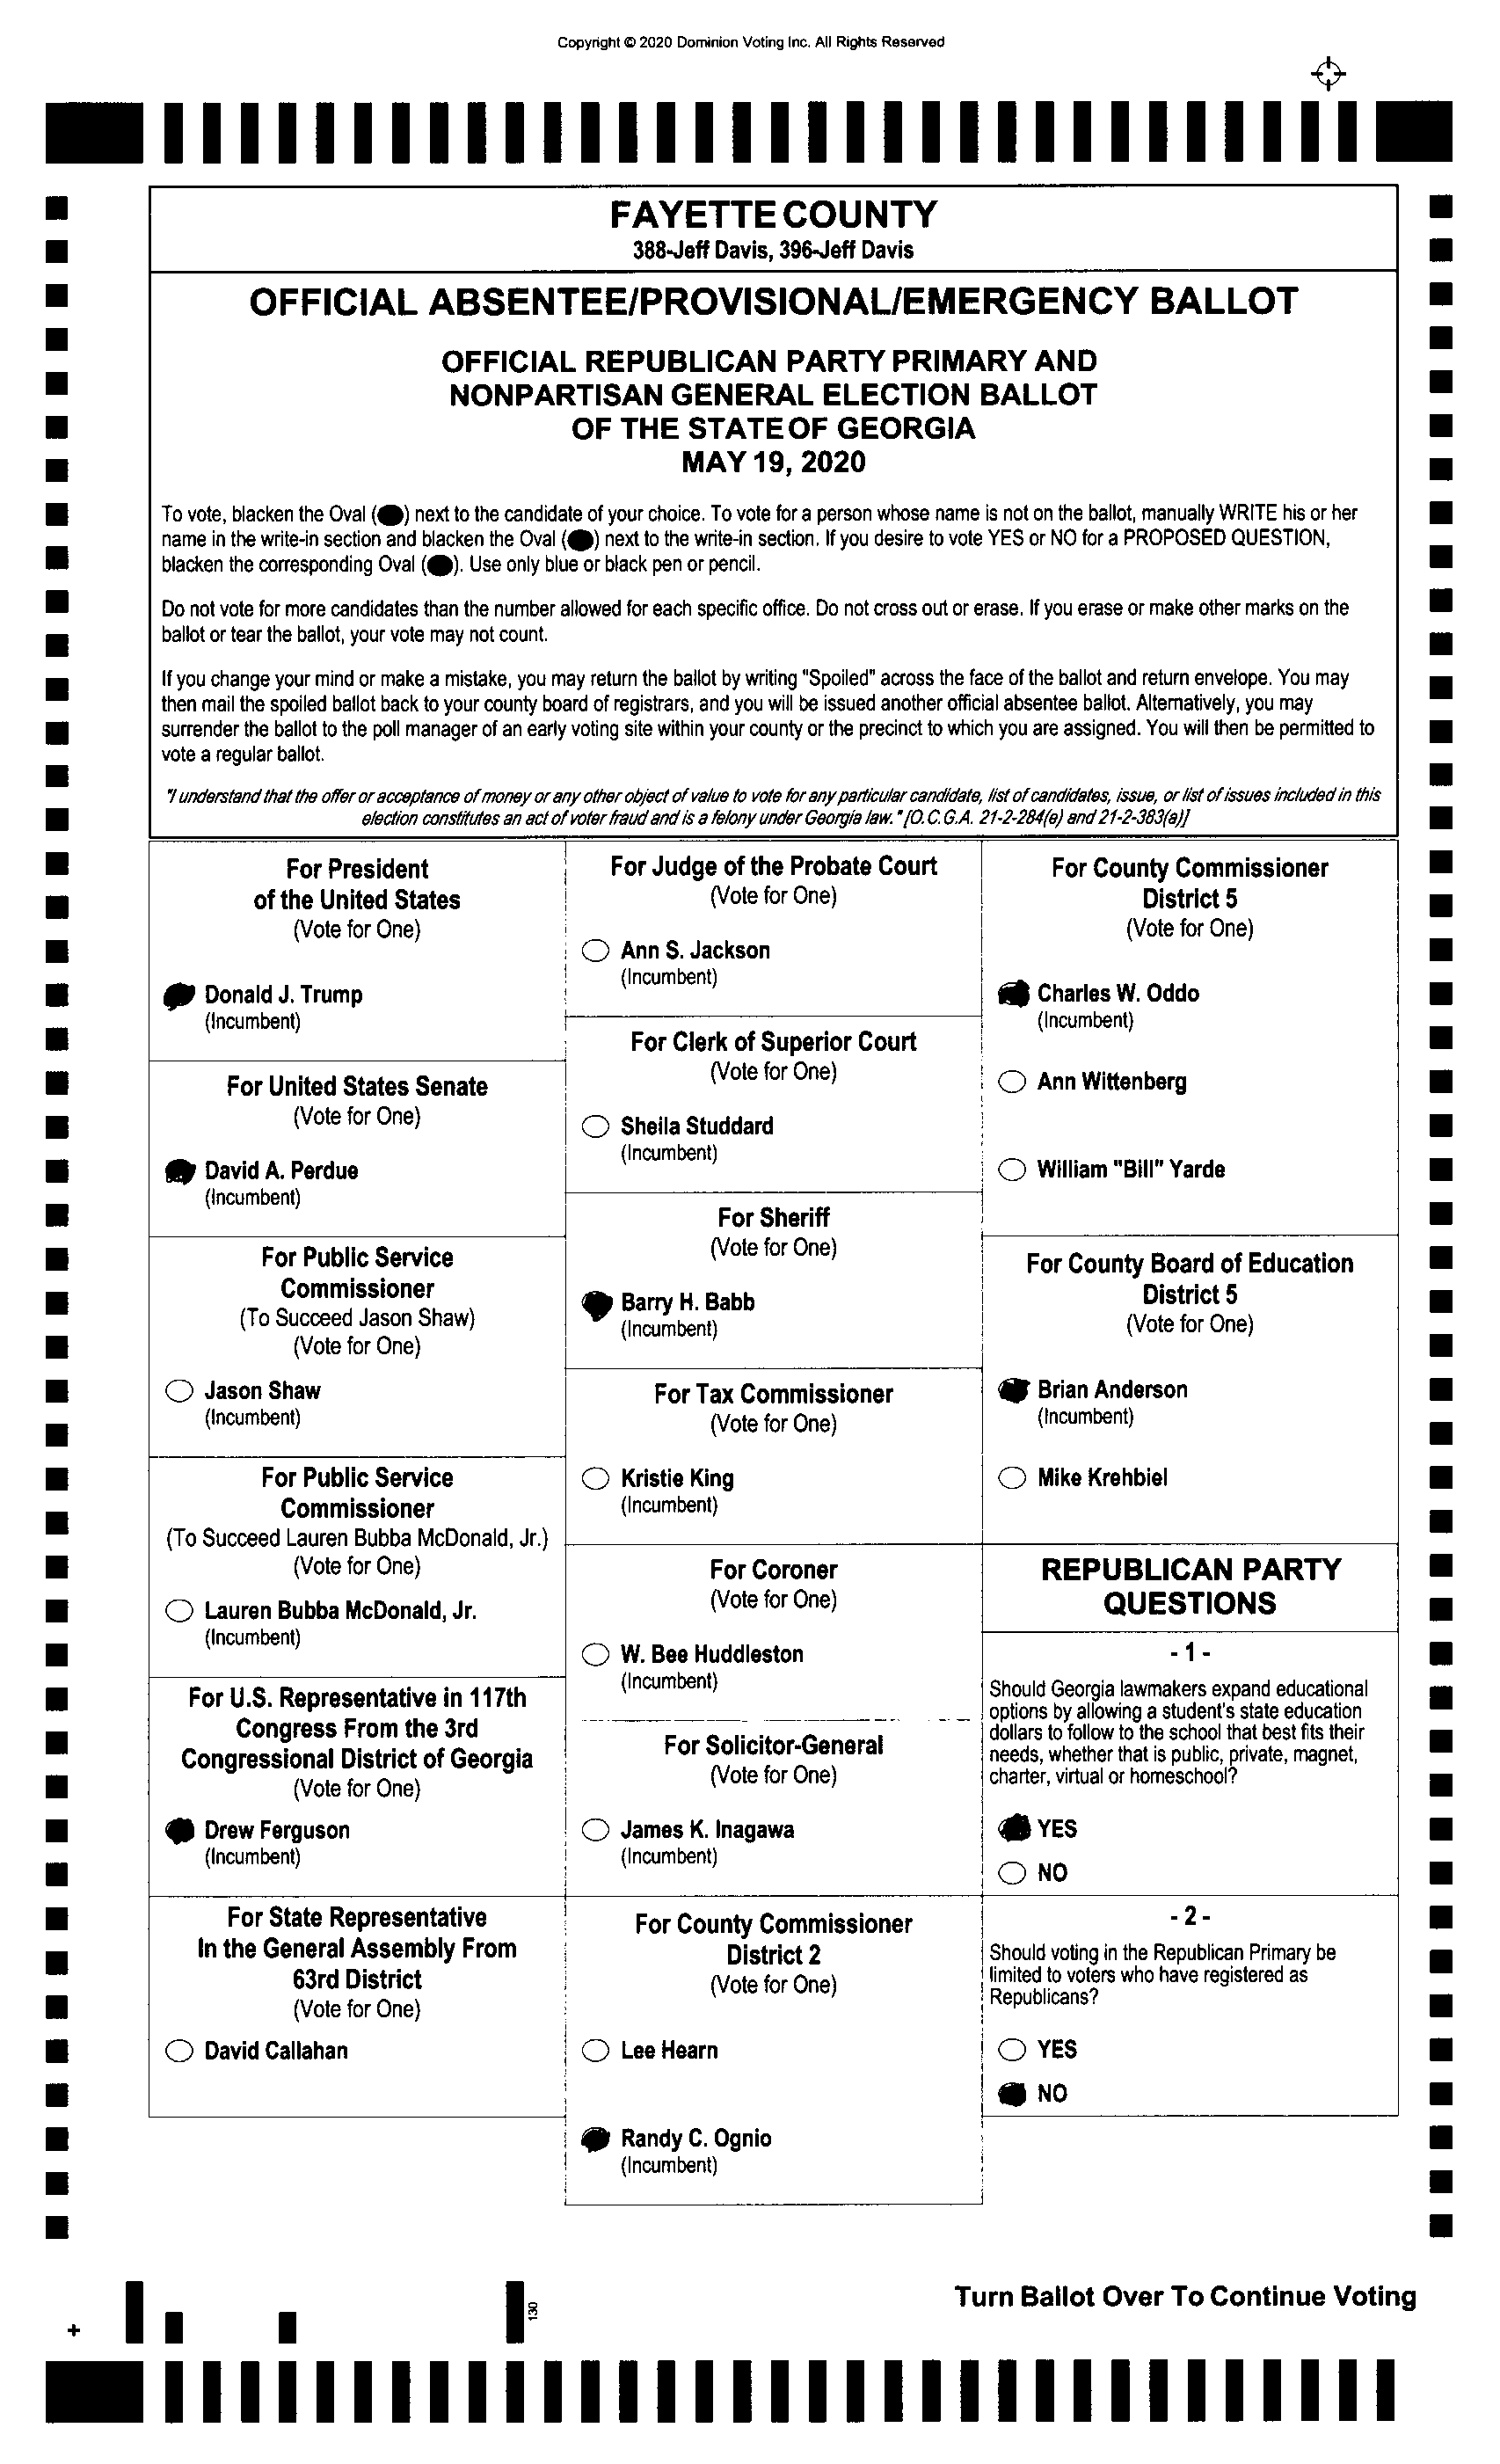 Copyright © 2020 Dominion Voting Inc. All Rights Reserved
FAYETTE COUNTY
388-Jeff Davis, 396-Jeff Davis
OFFICIAL ABSENTEE/PROVISIONAL/EMERGENCY BALLOT
OFFICIAL REPUBLICAN PARTY PRIMARY AND
NONPARTISAN GENERAL ELECTION BALLOT
OF THE STATE OF GEORGIA
MAY 19, 2020
To vote, blacken the Oval ( ) next to the candidate of your choice. To vote for a person whose name is not on the ballot, manually WRITE his or her
name in the write-in section and blacken the Oval ( ) next to the write-in section. If you desire to vote YES or NO for a PROPOSED QUESTION,
blacken the corresponding Oval ( ). Use only blue or black pen or pencil.
Do not vote for more candidates than the number allowed for each specific office. Do not cross out or erase. If you erase or make other marks on the
ballot or tear the ballot, your vote may not count.
If you change your mind or make a mistake, you may return the ballot by writing "Spoiled" across the face of the ballot and return envelope. You may
then mail the spoiled ballot back to your county board of registrars, and you will be issued another official absentee ballot. Alternatively, you may
surrender the ballot to the poll manager of an early voting site within your county or the precinct to which you are assigned. You will then be permitted to
vote a regular ballot.
"I understand that the offer or acceptance of money or any other object of value to vote for any particular candidate, list of candidates, issue, or list of issues included in this
election constitutes an act of voter fraud and is a felony under Georgia law." [O.C.G.A. 21-2-284(e) and 21-2-383(a)]
For President
of the United States
(Vote for One)
Donald J. Trump
(Incumbent)
For United States Senate
(Vote for One)
David A. Perdue
(Incumbent)
For Public Service
Commissioner
(To Succeed Jason Shaw)
(Vote for One)
Jason Shaw
(Incumbent)
For Public Service
Commissioner
(To Succeed Lauren Bubba McDonald, Jr.)
(Vote for One)
Lauren Bubba McDonald, Jr.
(Incumbent)
For U.S. Representative in 117th
Congress From the 3rd
Congressional District of Georgia
(Vote for One)
Drew Ferguson
(Incumbent)
For State Representative
In the General Assembly From
63rd District
(Vote for One)
David Callahan
For Judge of the Probate Court
(Vote for One)
Ann S. Jackson
(Incumbent)
For Clerk of Superior Court
(Vote for One)
Sheila Studdard
(Incumbent)
For Sheriff
(Vote for One)
Barry H. Babb
(Incumbent)
For Tax Commissioner
(Vote for One)
Kristie King
(Incumbent)
For Coroner
(Vote for One)
W. Bee Huddleston
(Incumbent)
For Solicitor-General
(Vote for One)
James K. Inagawa
(Incumbent)
For County Commissioner
District 2
(Vote for One)
Lee Hearn
Randy C. Ognio
(Incumbent)
For County Commissioner
District 5
(Vote for One)
Charles W. Oddo
(Incumbent)
Ann Wittenberg
William "Bill" Yarde
For County Board of Education
District 5
(Vote for One)
Brian Anderson
(Incumbent)
Mike Krehbiel
REPUBLICAN PARTY
QUESTIONS
- 1 -
Should Georgia lawmakers expand educational
options by allowing a student's state education
dollars to follow to the school that best fits their
needs, whether that is public, private, magnet,
charter, virtual or homeschool?
YES
NO
- 2 -
Should voting in the Republican Primary be
limited to voters who have registered as
Republicans?
YES
NO
130
Turn Ballot Over To Continue Voting